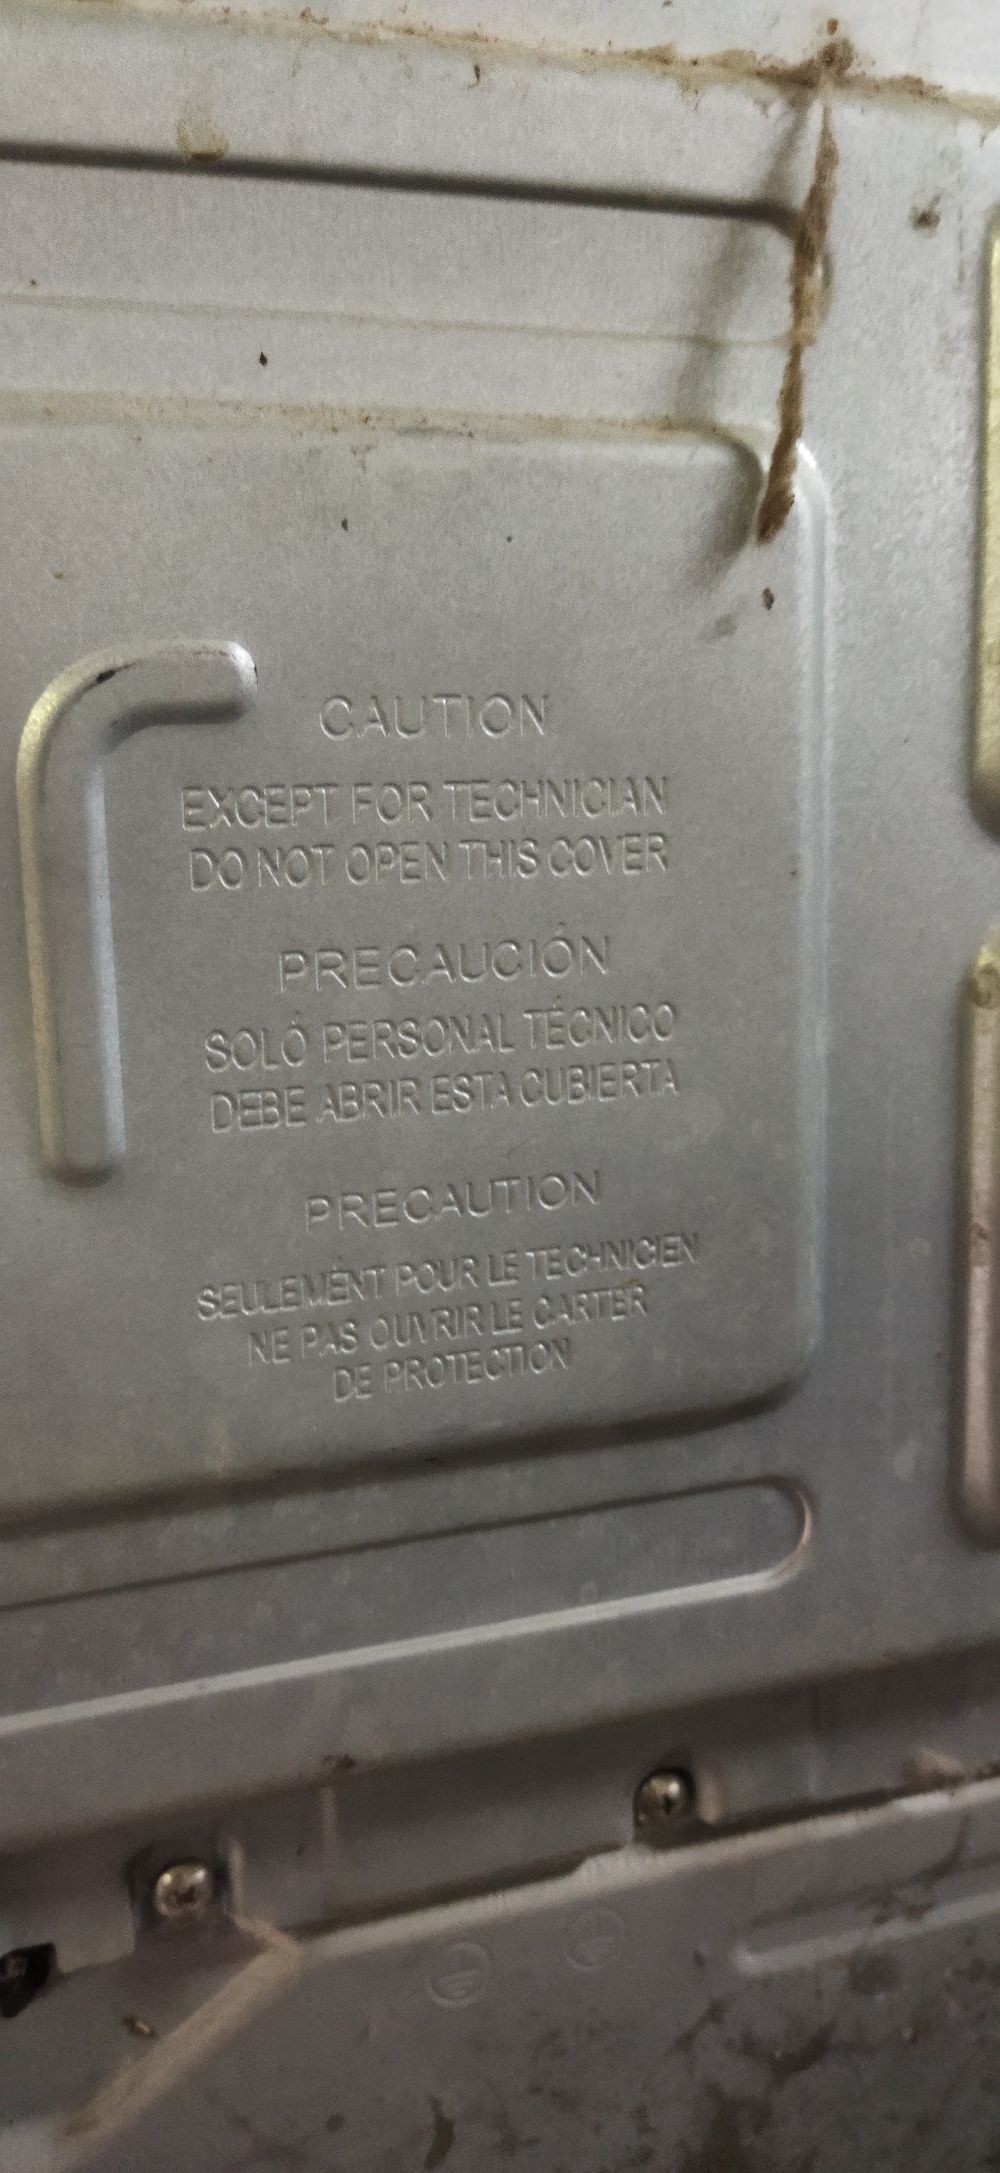 CAUTION
EXCEPT FOR TECHNICIAN
DO NOT OPEN THIS COVER
PRECAUCIÓN
SOLÓ PERSONAL TÉCNICO
DEBE ABRIR ESTA CUBIERTA
PRECAUTION
SEULEMENT POUR LE TECHNICIEN
NE PAS OUVRIR LE CARTER
DE PROTECTION